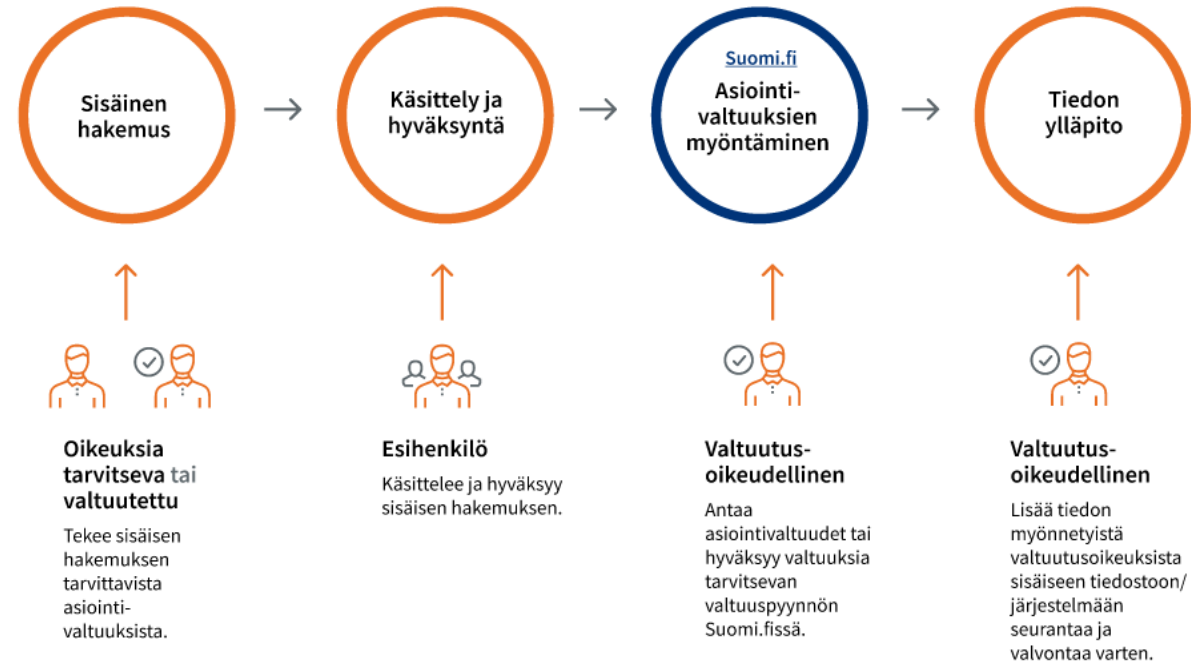 Sisäinen
hakemus
Käsittely ja
hyväksyntä
Suomi.fi
Asiointi-
valtuuksien
myöntäminen
Tiedon
ylläpito
Oikeuksia
tarvitseva tai
valtuutettu
Tekee sisäisen
hakemuksen
tarvittavista
asiointi-
valtuuksista.
Esihenkilö
Käsittelee ja hyväksyy
sisäisen hakemuksen.
Valtuutus-
oikeudellinen
Antaa
asiointivaltuudet tai
hyväksyy valtuuksia
tarvitsevan
valtuuspyynnön
Suomi.fissä.
Valtuutus-
oikeudellinen
Lisää tiedon
myönnetyistä
valtuutusoikeuksista
sisäiseen tiedostoon/
järjestelmään
seurantaa ja
valvontaa varten.